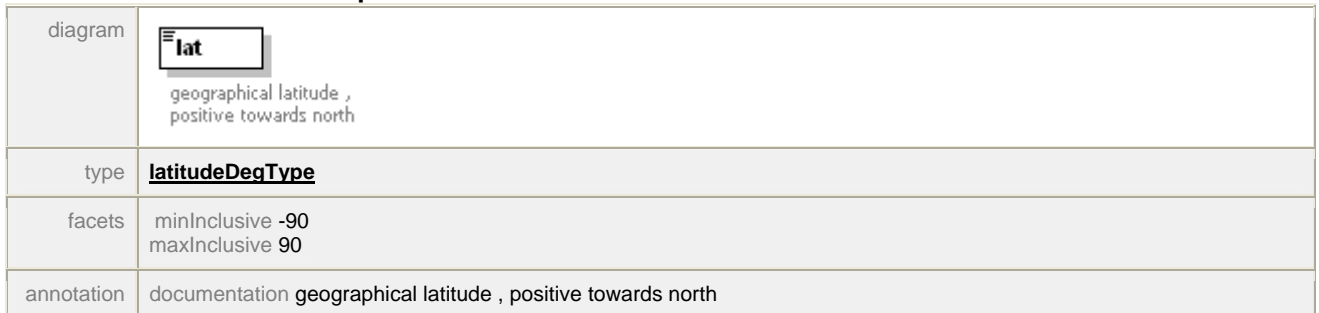 diagram
lat
geographical latitude ,
positive towards north
type latitudeDegType
facets minInclusive -90
maxInclusive 90
annotation documentation geographical latitude , positive towards north